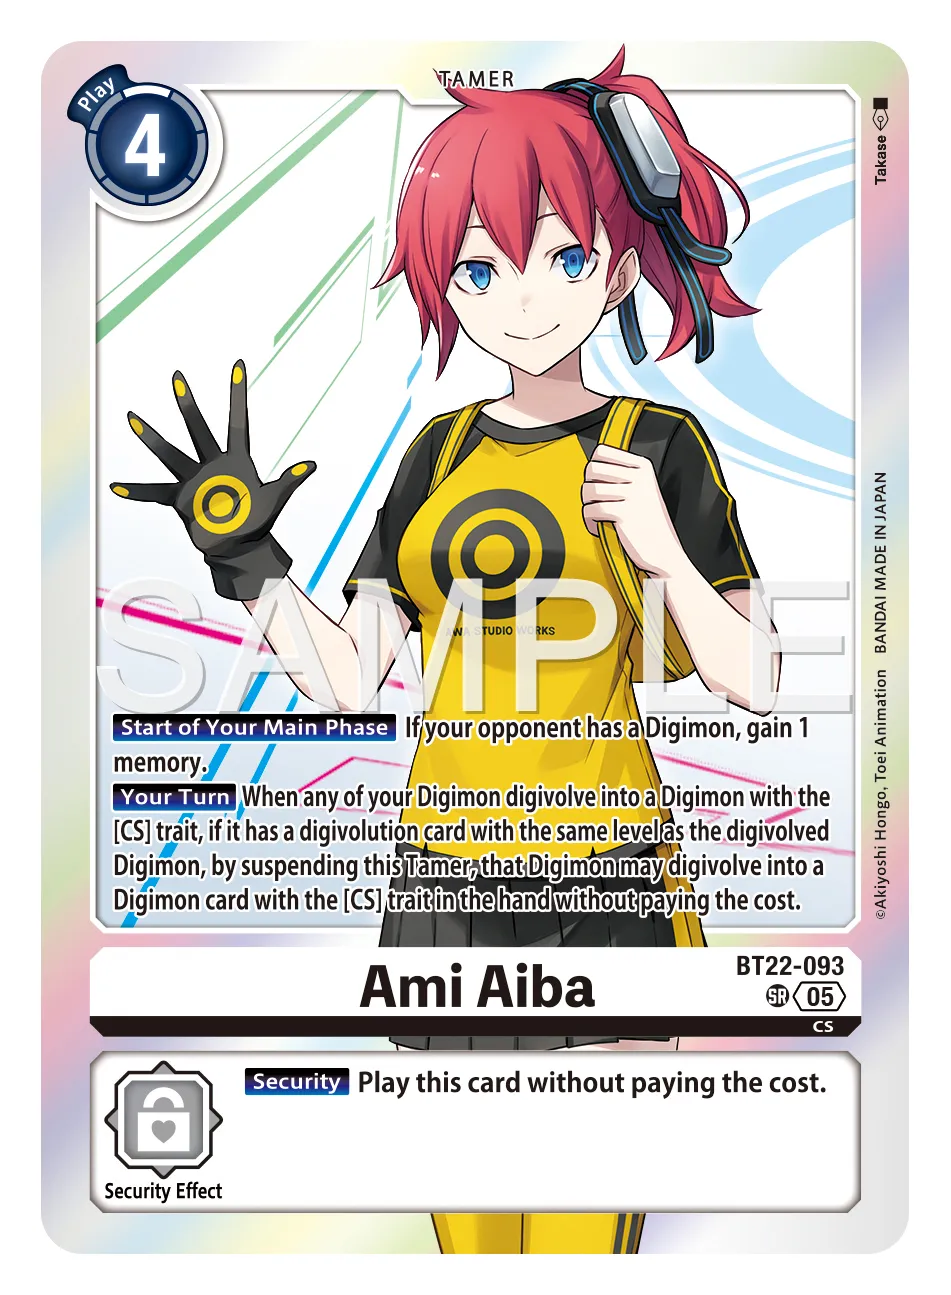 TAMER
Play
4
Takase
AWA STUDIO WORKS
SAMPLE
Start of Your Main Phase If your opponent has a Digimon, gain 1
memory.
Your Turn When any of your Digimon digivolve into a Digimon with the
[CS] trait, if it has a digivolution card with the same level as the digivolved
Digimon, by suspending this Tamer, that Digimon may digivolve into a
Digimon card with the [CS] trait in the hand without paying the cost.
©Akiyoshi Hongo, Toei Animation BANDAI MADE IN JAPAN
BT22-093
Ami Aiba
SR 05
CS
Security Play this card without paying the cost.
Security Effect